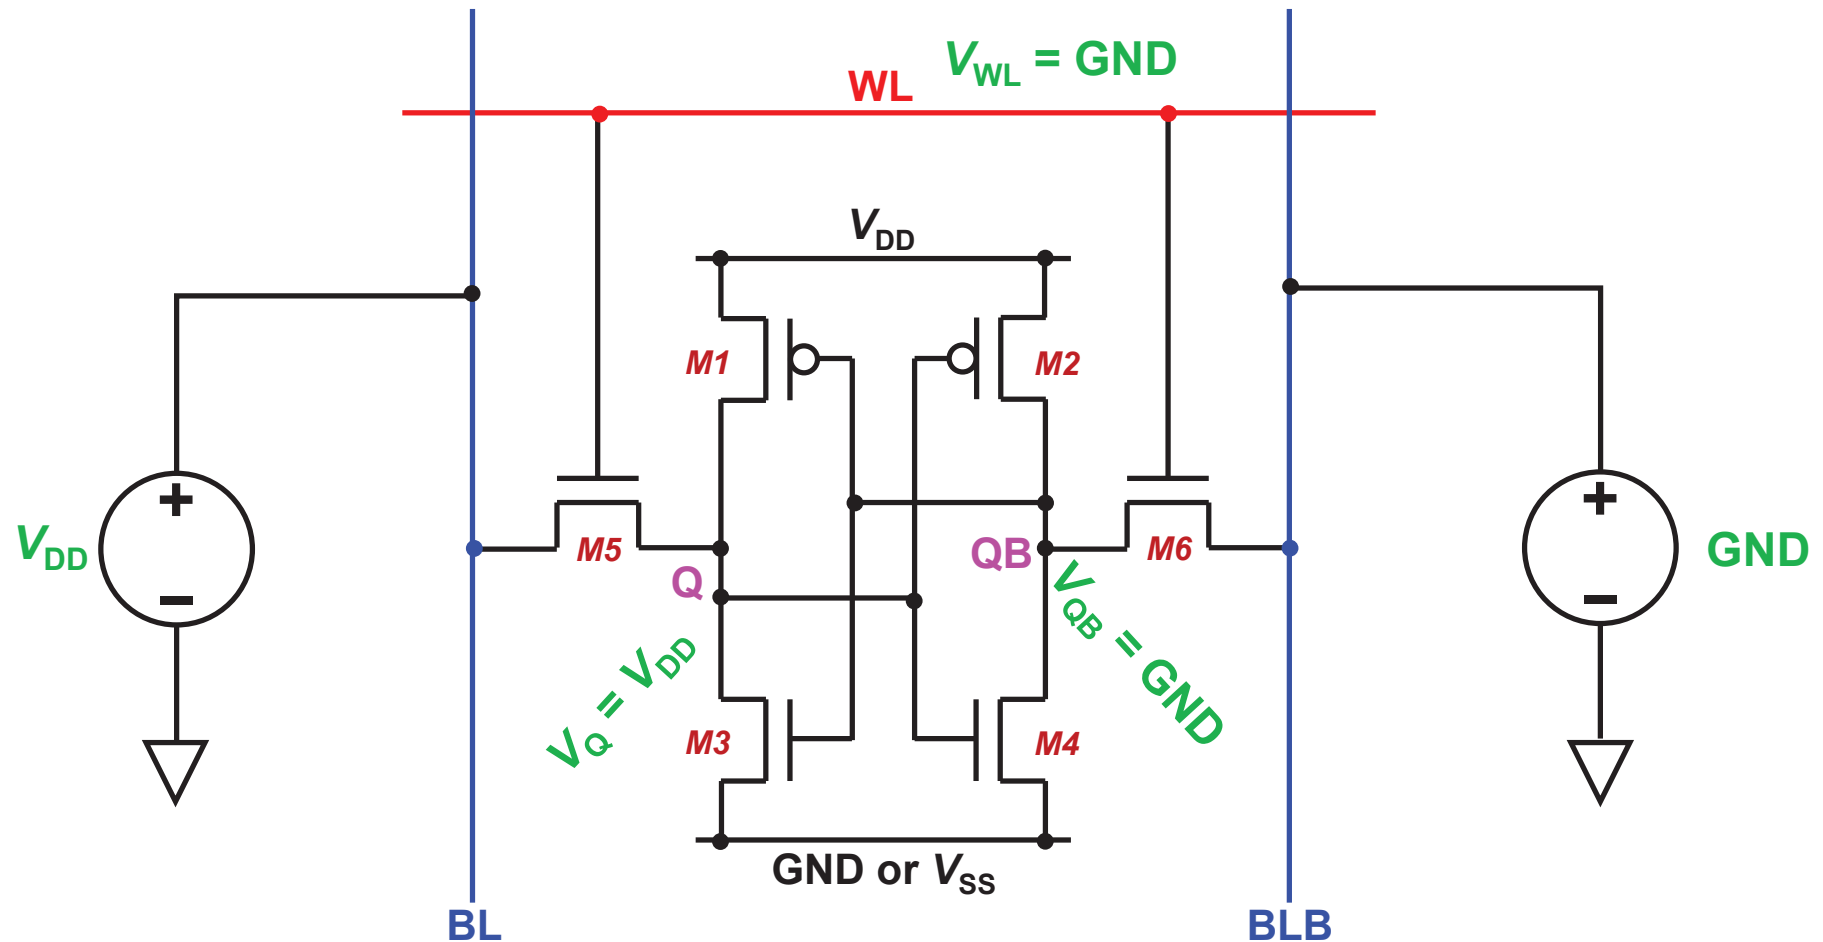 V_WL = GND
WL
V_DD
M1
M2
M5
M6
Q
QB
V_DD
GND
V_Q = V_DD
V_QB = GND
M3
M4
GND or V_SS
BL
BLB